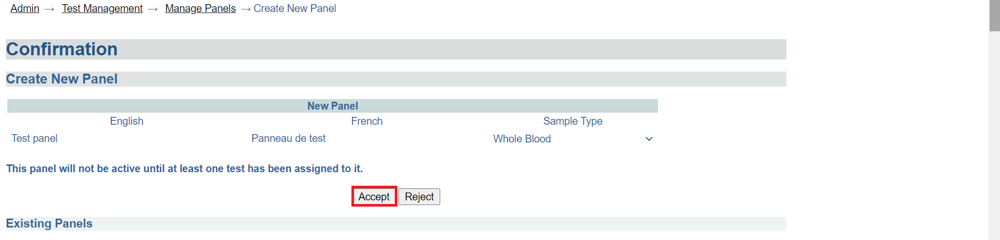 Admin → Test Management → Manage Panels → Create New Panel
Confirmation
Create New Panel
New Panel
English French Sample Type
Test panel Panneau de test Whole Blood
This panel will not be active until at least one test has been assigned to it.
Accept Reject
Existing Panels